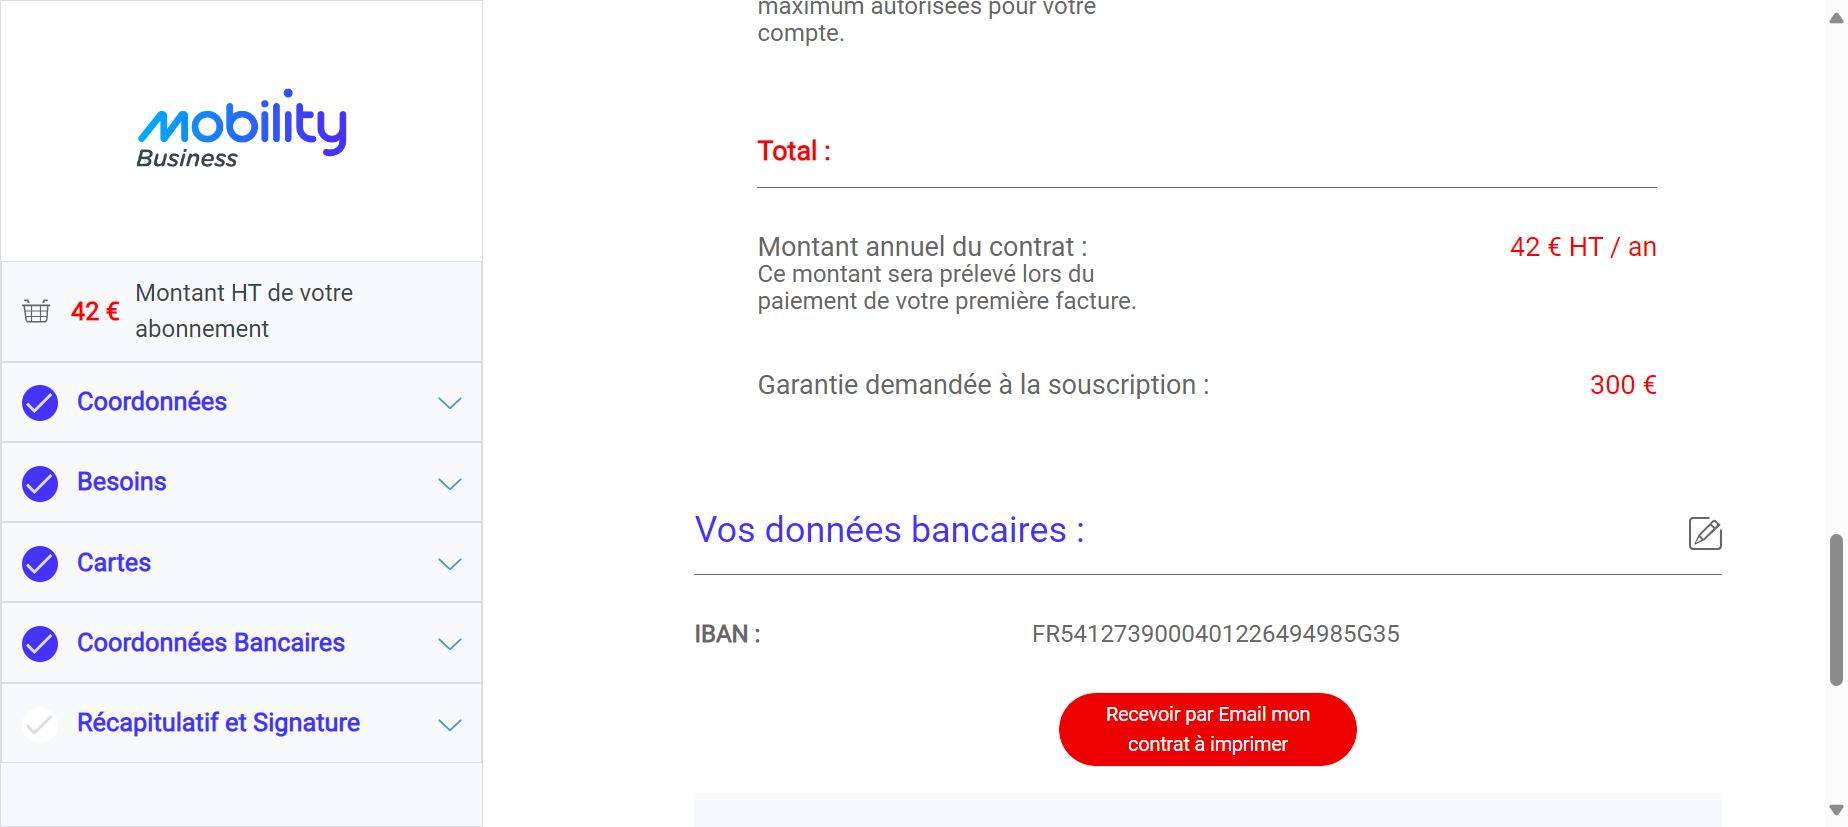 mobility
Business
42 €
Montant HT de votre
abonnement
Coordonnées
Besoins
Cartes
Coordonnées Bancaires
Récapitulatif et Signature
maximum autorisées pour votre
compte.
Total :
Montant annuel du contrat :
42 € HT / an
Ce montant sera prélevé lors du
paiement de votre première facture.
Garantie demandée à la souscription :
300 €
Vos données bancaires :
IBAN :
FR5412739000401226494985G35
Recevoir par Email mon
contrat à imprimer